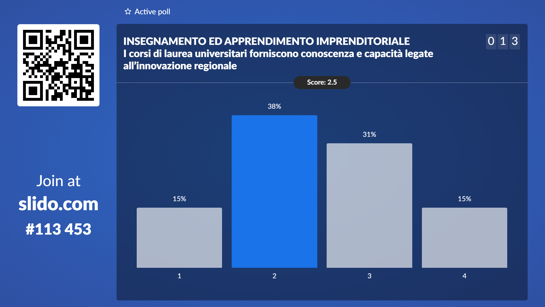 Active poll
INSEGNAMENTO ED APPRENDIMENTO IMPRENDITORIALE
I corsi di laurea universitari forniscono conoscenza e capacità legate
all'innovazione regionale
0 1 3
Score: 2.5
Join at
slido.com
#113 453
15%
38%
31%
15%
1
2
3
4